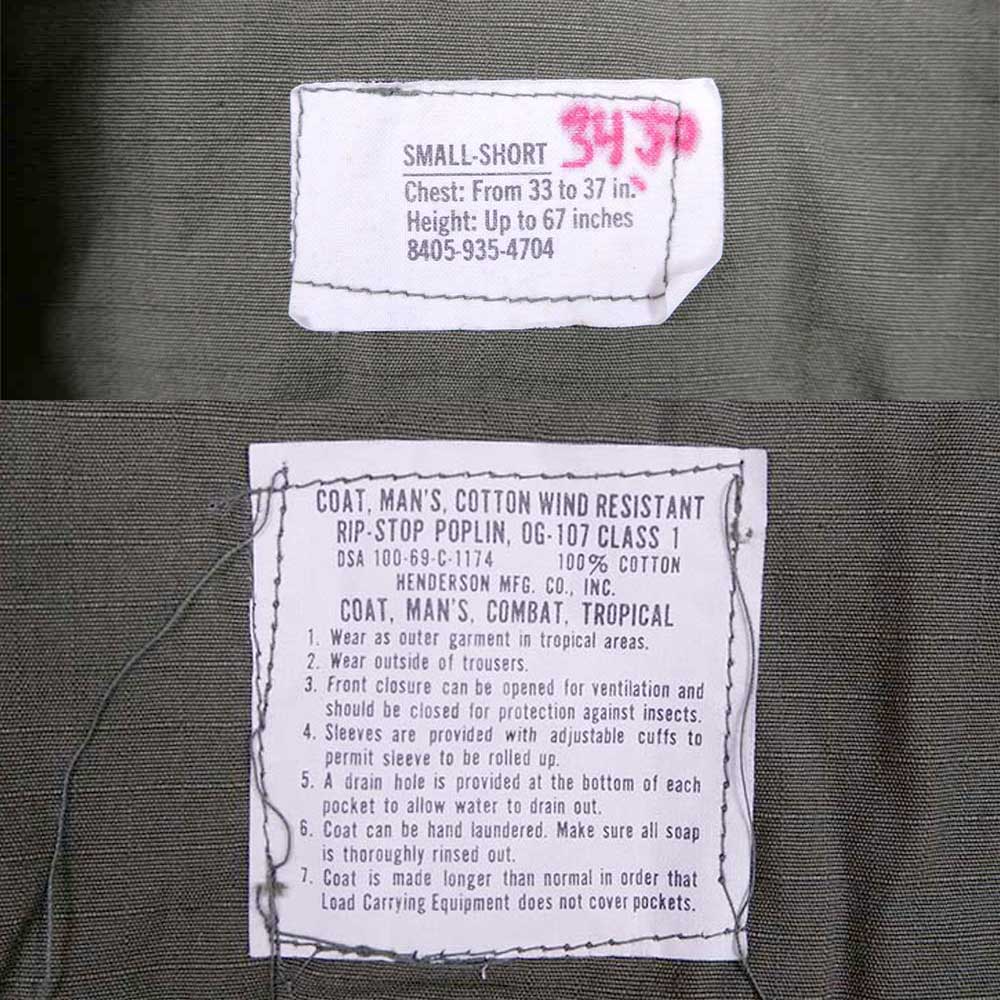 SMALL-SHORT
Chest: From 33 to 37 in.
Height: Up to 67 inches
8405-935-4704
COAT, MAN'S, COTTON WIND RESISTANT
RIP-STOP POPLIN, OG-107 CLASS 1
DSA 100-69-C-1174 100% COTTON
HENDERSON MFG. CO., INC.
COAT, MAN'S, COMBAT, TROPICAL
1. Wear as outer garment in tropical areas.
2. Wear outside of trousers.
3. Front closure can be opened for ventilation and
should be closed for protection against insects.
4. Sleeves are provided with adjustable cuffs to
permit sleeve to be rolled up.
5. A drain hole is provided at the bottom of each
pocket to allow water to drain out.
6. Coat can be hand laundered. Make sure all soap
is thoroughly rinsed out.
7. Coat is made longer than normal in order that
Load Carrying Equipment does not cover pockets.